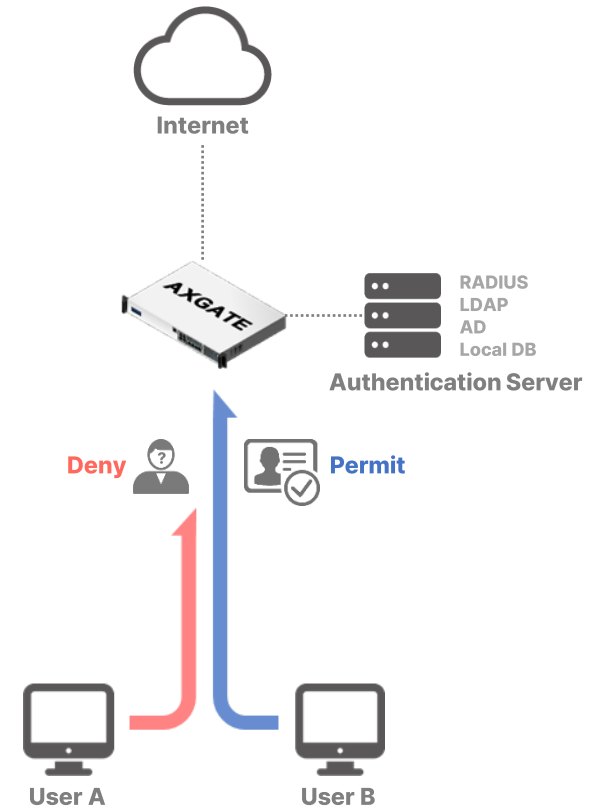 Internet
AXGATE
RADIUS
LDAP
AD
Local DB
Authentication Server
Deny
?
Permit
User A
User B